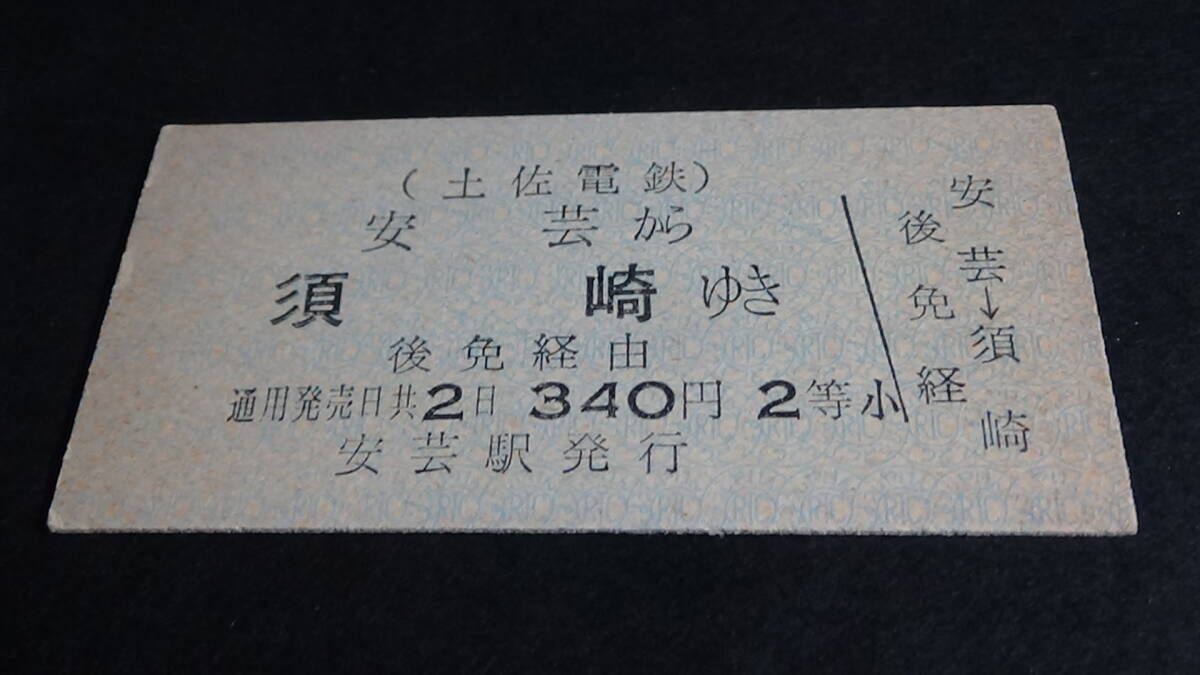 (土佐電鉄)
安芸から
須崎ゆき
後免経由
通用発売日共2日 340円 2等 小
安芸駅発行
安芸→須崎
後免経